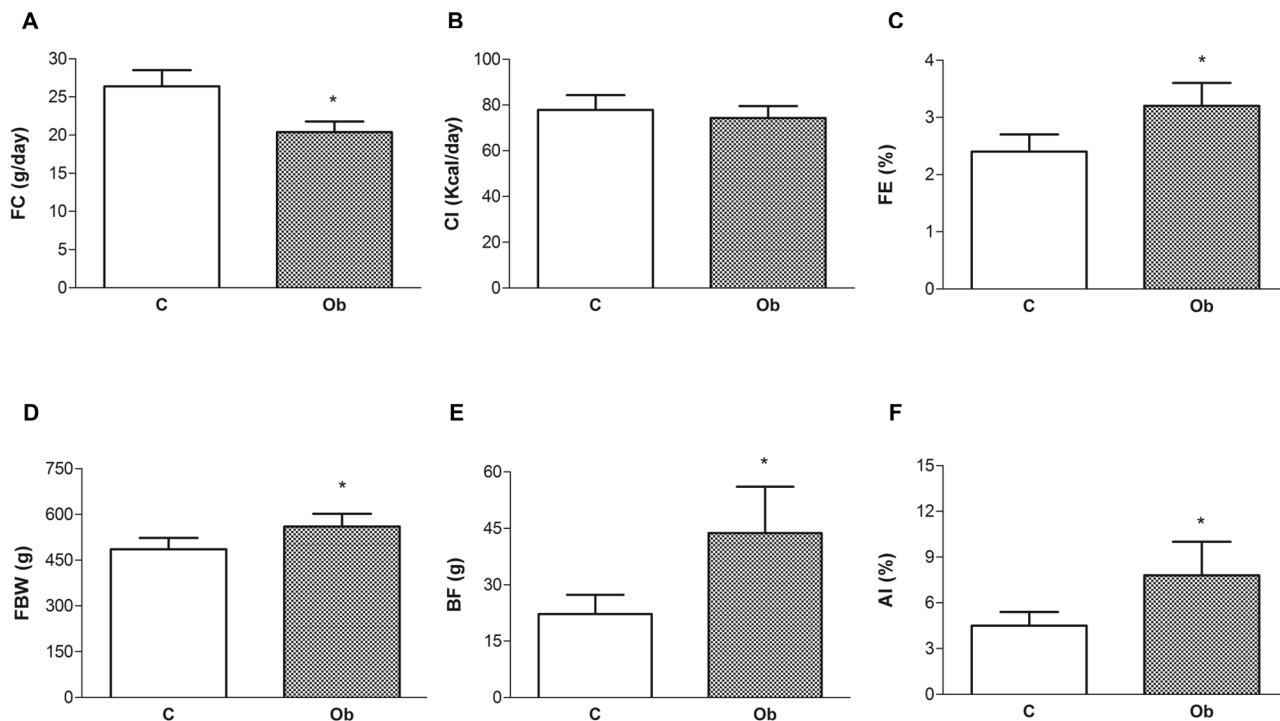 A
FC (g/day)
30
25
20
15
10
5
0
*
C
Ob
B
CI (Kcal/day)
100
80
60
40
20
0
C
Ob
C
FE (%)
4
3
2
1
0
*
C
Ob
D
FBW (g)
750
600
450
300
150
0
*
C
Ob
E
BF (g)
60
45
30
15
0
*
C
Ob
F
AI (%)
15
12
9
6
3
0
*
C
Ob